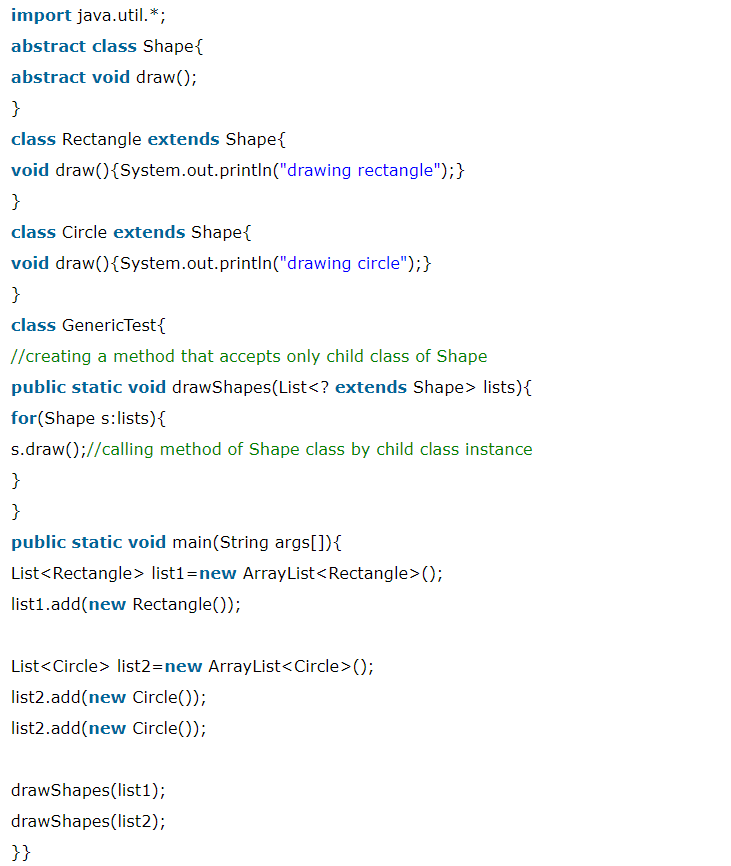 import java.util.*;
abstract class Shape{
abstract void draw();
}
class Rectangle extends Shape{
void draw(){System.out.println("drawing rectangle");}
}
class Circle extends Shape{
void draw(){System.out.println("drawing circle");}
}
class GenericTest{
//creating a method that accepts only child class of Shape
public static void drawShapes(List<? extends Shape> lists){
for(Shape s:lists){
s.draw();//calling method of Shape class by child class instance
}
}
public static void main(String args[]){
List<Rectangle> list1=new ArrayList<Rectangle>();
list1.add(new Rectangle());
List<Circle> list2=new ArrayList<Circle>();
list2.add(new Circle());
list2.add(new Circle());
drawShapes(list1);
drawShapes(list2);
}}